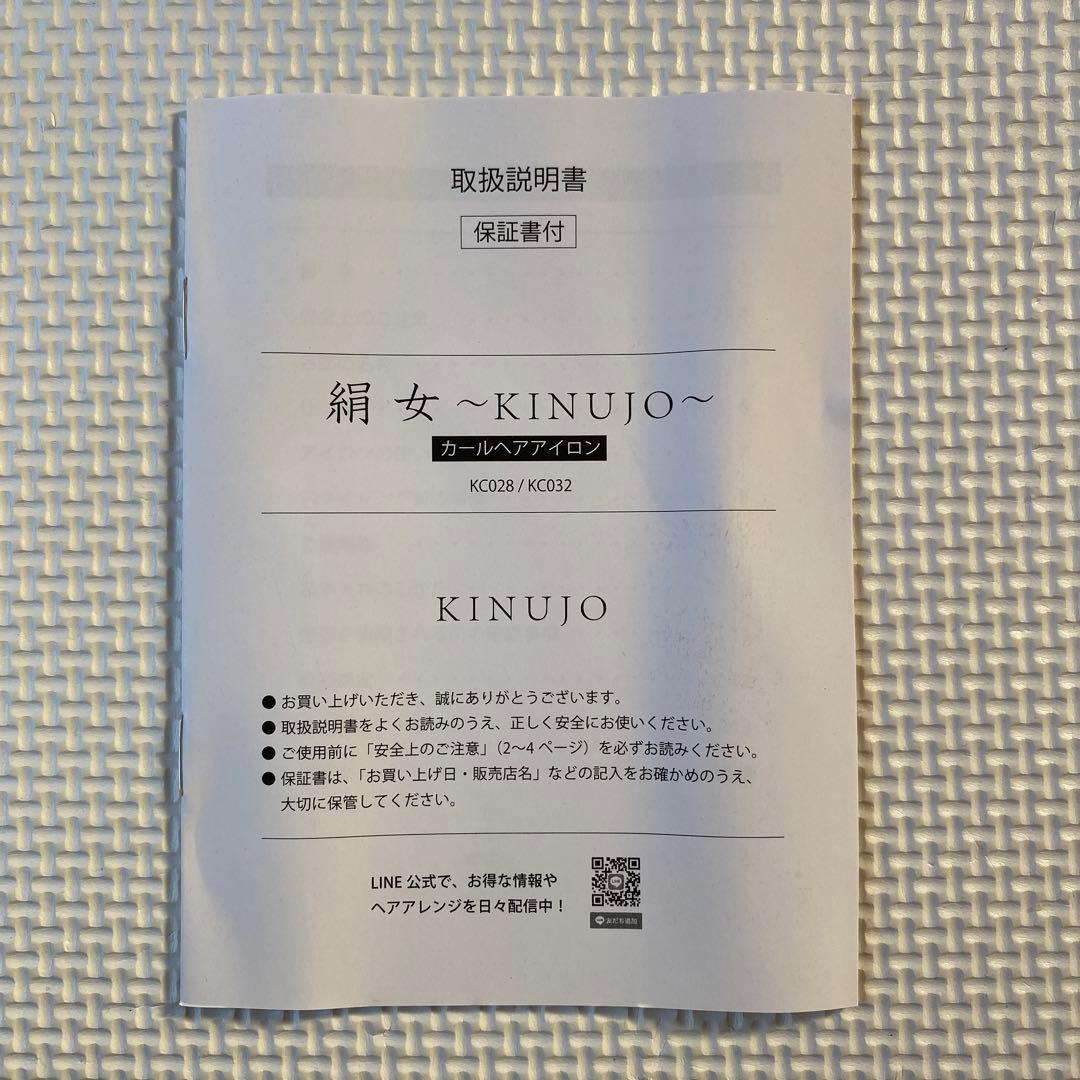 取扱説明書
保証書付
絹女～KINUJO～
カールヘアアイロン
KC028 / KC032
KINUJO
● お買い上げいただき、誠にありがとうございます。
● 取扱説明書をよくお読みのうえ、正しく安全にお使いください。
● ご使用前に「安全上のご注意」（2～4 ページ）を必ずお読みください。
● 保証書は、「お買い上げ日・販売店名」などの記入をお確かめのうえ、
大切に保管してください。
LINE 公式で、お得な情報や
ヘアアレンジを日々配信中！
LINE
友だち追加